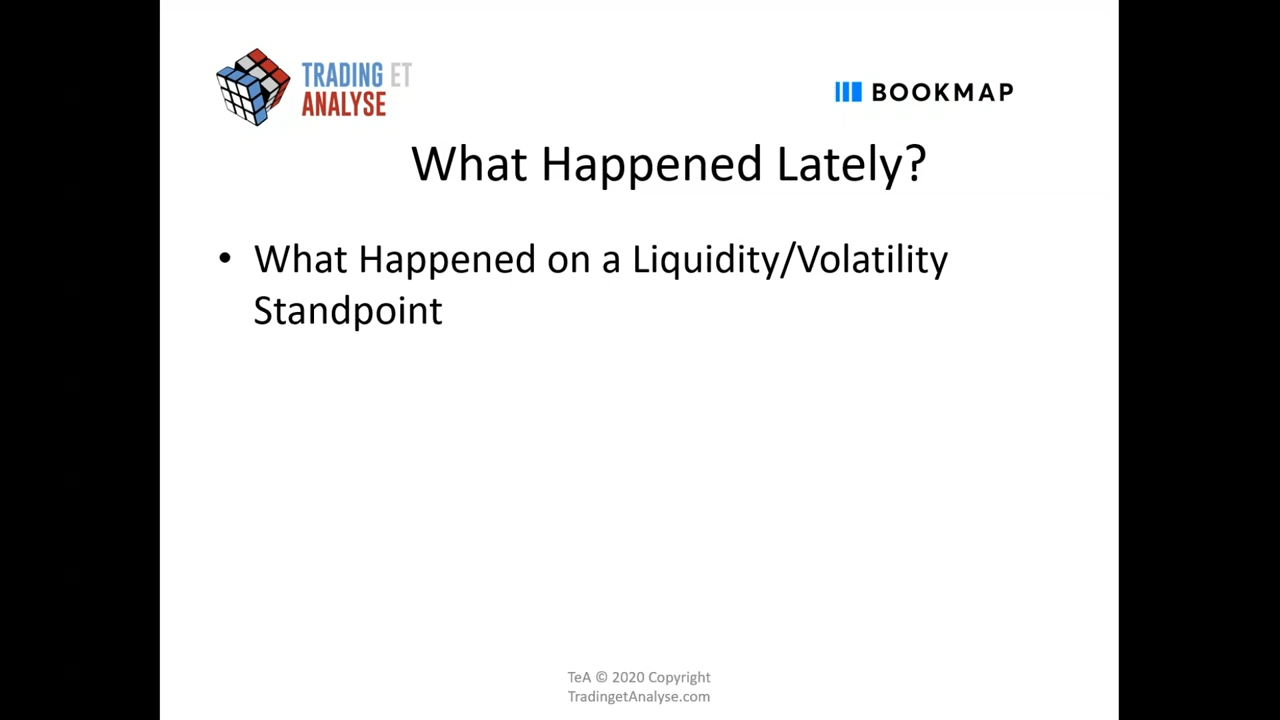 TRADING ET
ANALYSE
BOOKMAP
What Happened Lately?
• What Happened on a Liquidity/Volatility
Standpoint
TeA © 2020 Copyright
TradingetAnalyse.com